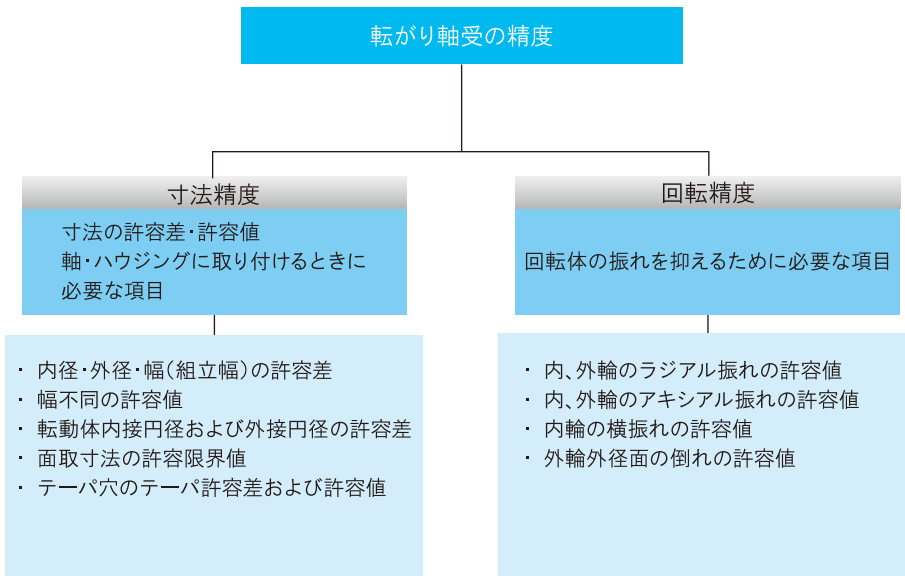 転がり軸受の精度
寸法精度
寸法の許容差・許容値
軸・ハウジングに取り付けるときに
必要な項目
・ 内径・外径・幅(組立幅)の許容差
・ 幅不同の許容値
・ 転動体内接円径および外接円径の許容差
・ 面取寸法の許容限界値
・ テーパ穴のテーパ許容差および許容値
回転精度
回転体の振れを抑えるために必要な項目
・ 内、外輪のラジアル振れの許容値
・ 内、外輪のアキシアル振れの許容値
・ 内輪の横振れの許容値
・ 外輪外径面の倒れの許容値